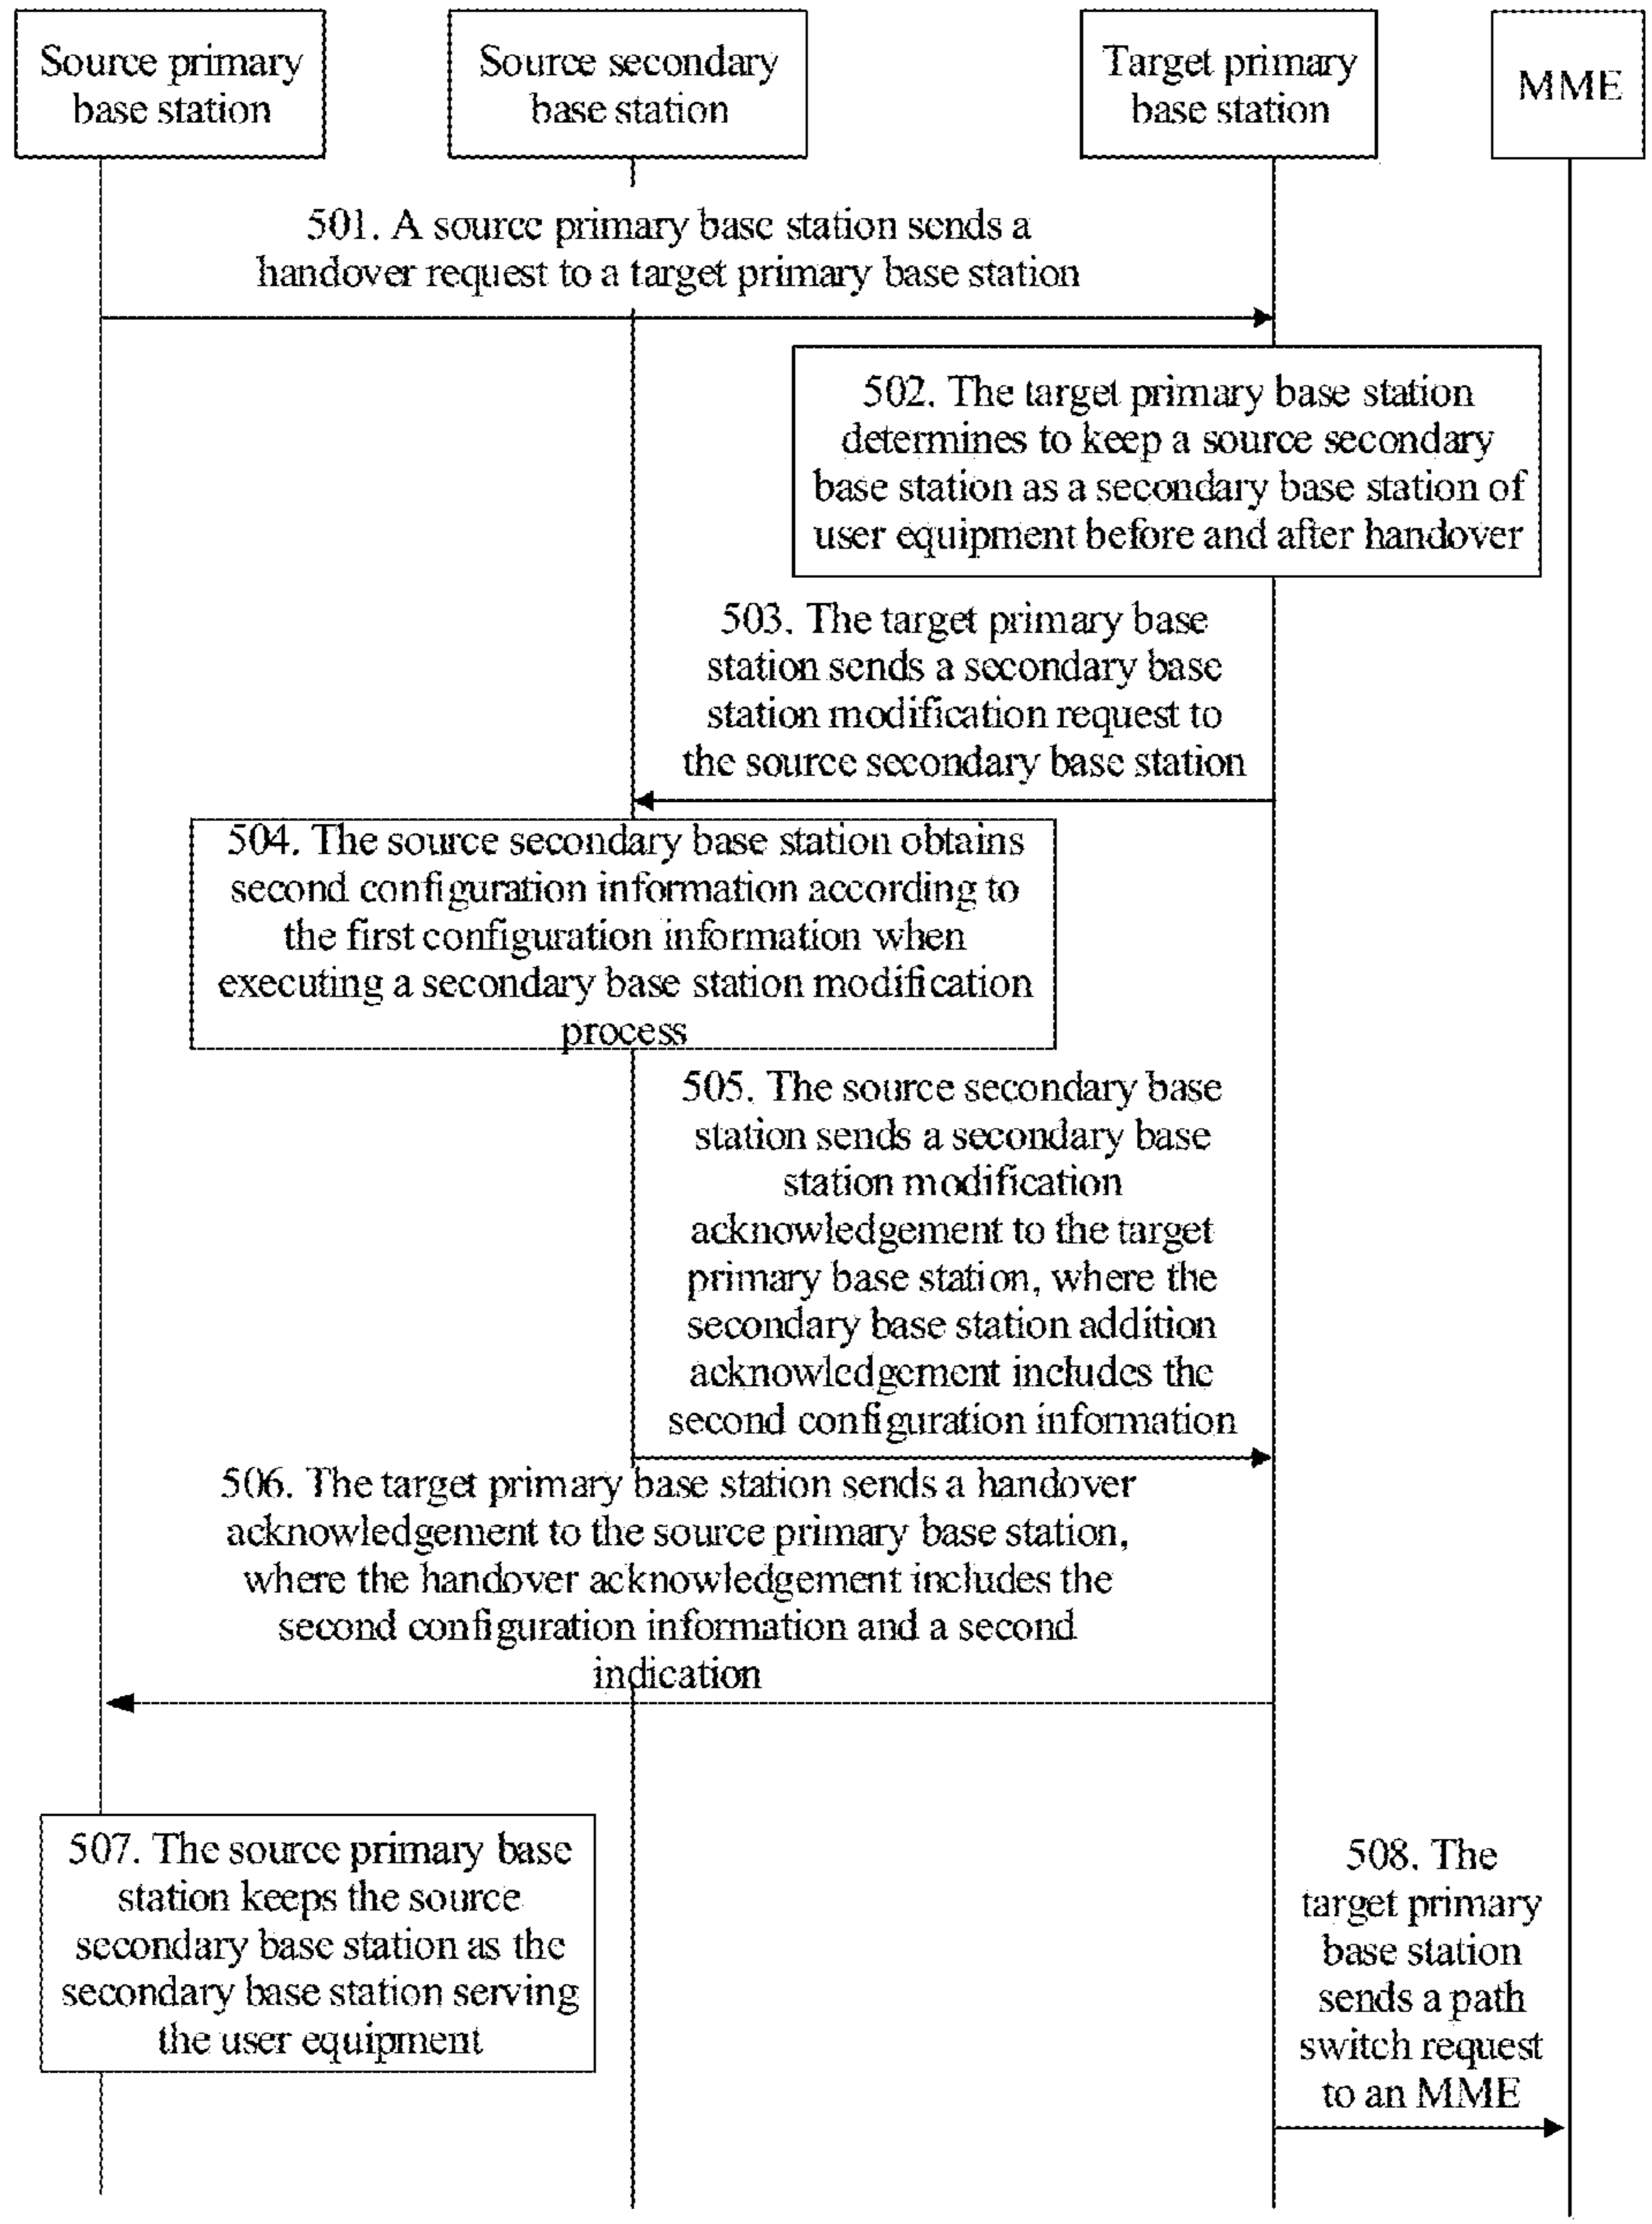 Source primary
base station
Source secondary
base station
Target primary
base station
MME
501. A source primary base station sends a
handover request to a target primary base station
502. The target primary base station
determines to keep a source secondary
base station as a secondary base station of
user equipment before and after handover
503. The target primary base
station sends a secondary base
station modification request to
the source secondary base station
504. The source secondary base station obtains
second configuration information according to
the first configuration information when
executing a secondary base station modification
process
505. The source secondary base
station sends a secondary base
station modification
acknowledgement to the target
primary base station, where the
secondary base station addition
acknowledgement includes the
second configuration information
506. The target primary base station sends a handover
acknowledgement to the source primary base station,
where the handover acknowledgement includes the
second configuration information and a second
indication
507. The source primary base
station keeps the source
secondary base station as the
secondary base station serving
the user equipment
508. The
target primary
base station
sends a path
switch request
to an MME